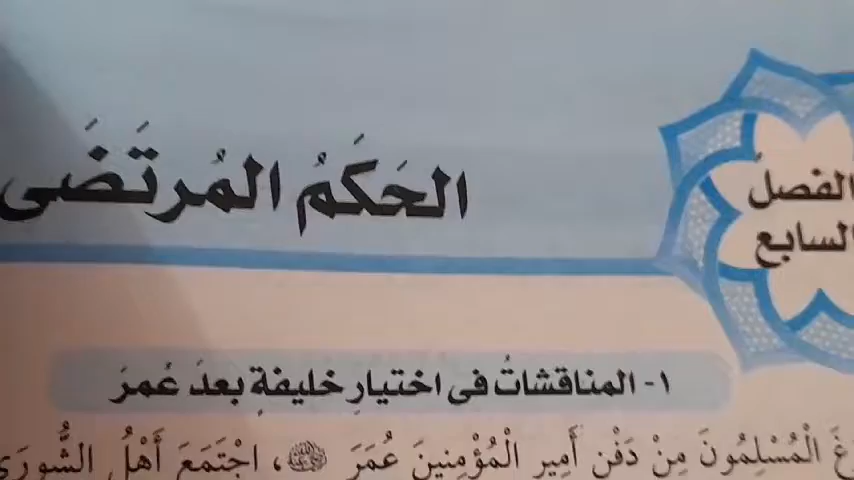 الفصلُ
السابع
الحَكَمُ المُرتَضَى
١- المناقشاتُ في اختيارِ خليفةٍ بعدَ عُمرَ
الْمُسْلِمُونَ مِنْ دَفْنِ أَمِيرِ الْمُؤْمِنِينَ عُمَرَ ، اجْتَمَعَ أَهْلُ الشُّورَى